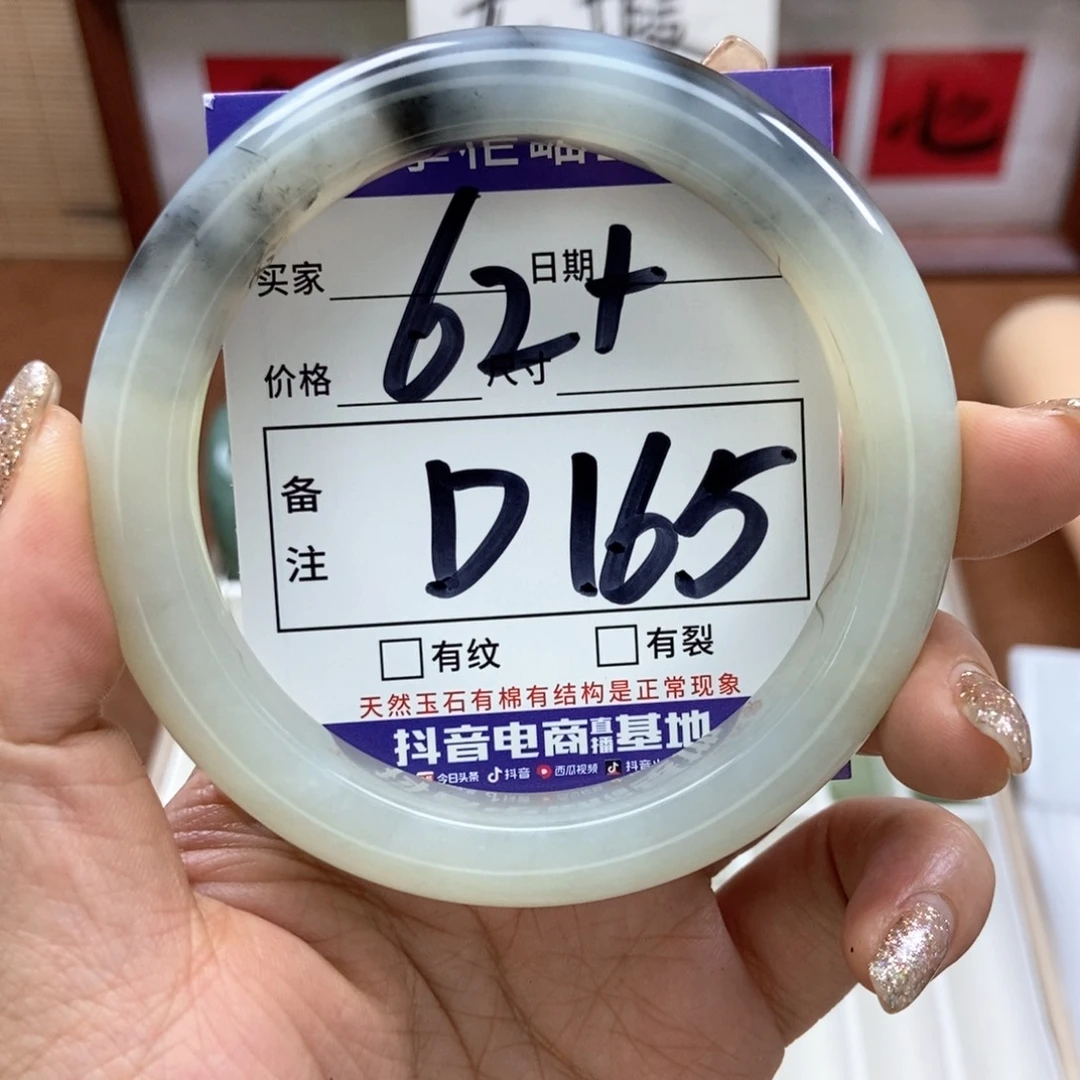 心
买家 日期
62+
价格 尺寸
备注 D165
有纹 有裂
天然玉石有棉有结构是正常现象
抖音电商直播基地
今日头条 抖音 西瓜视频